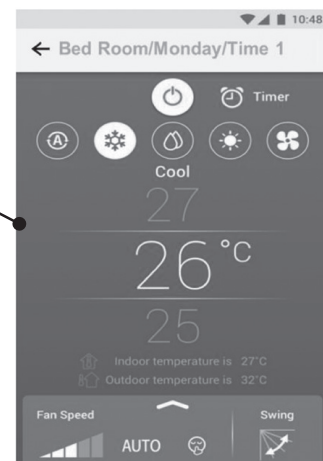 10:48
Bed Room/Monday/Time 1
Timer
A
Cool
27
26°C
25
Indoor temperature is 27°C
Outdoor temperature is 32°C
Fan Speed
Swing
AUTO